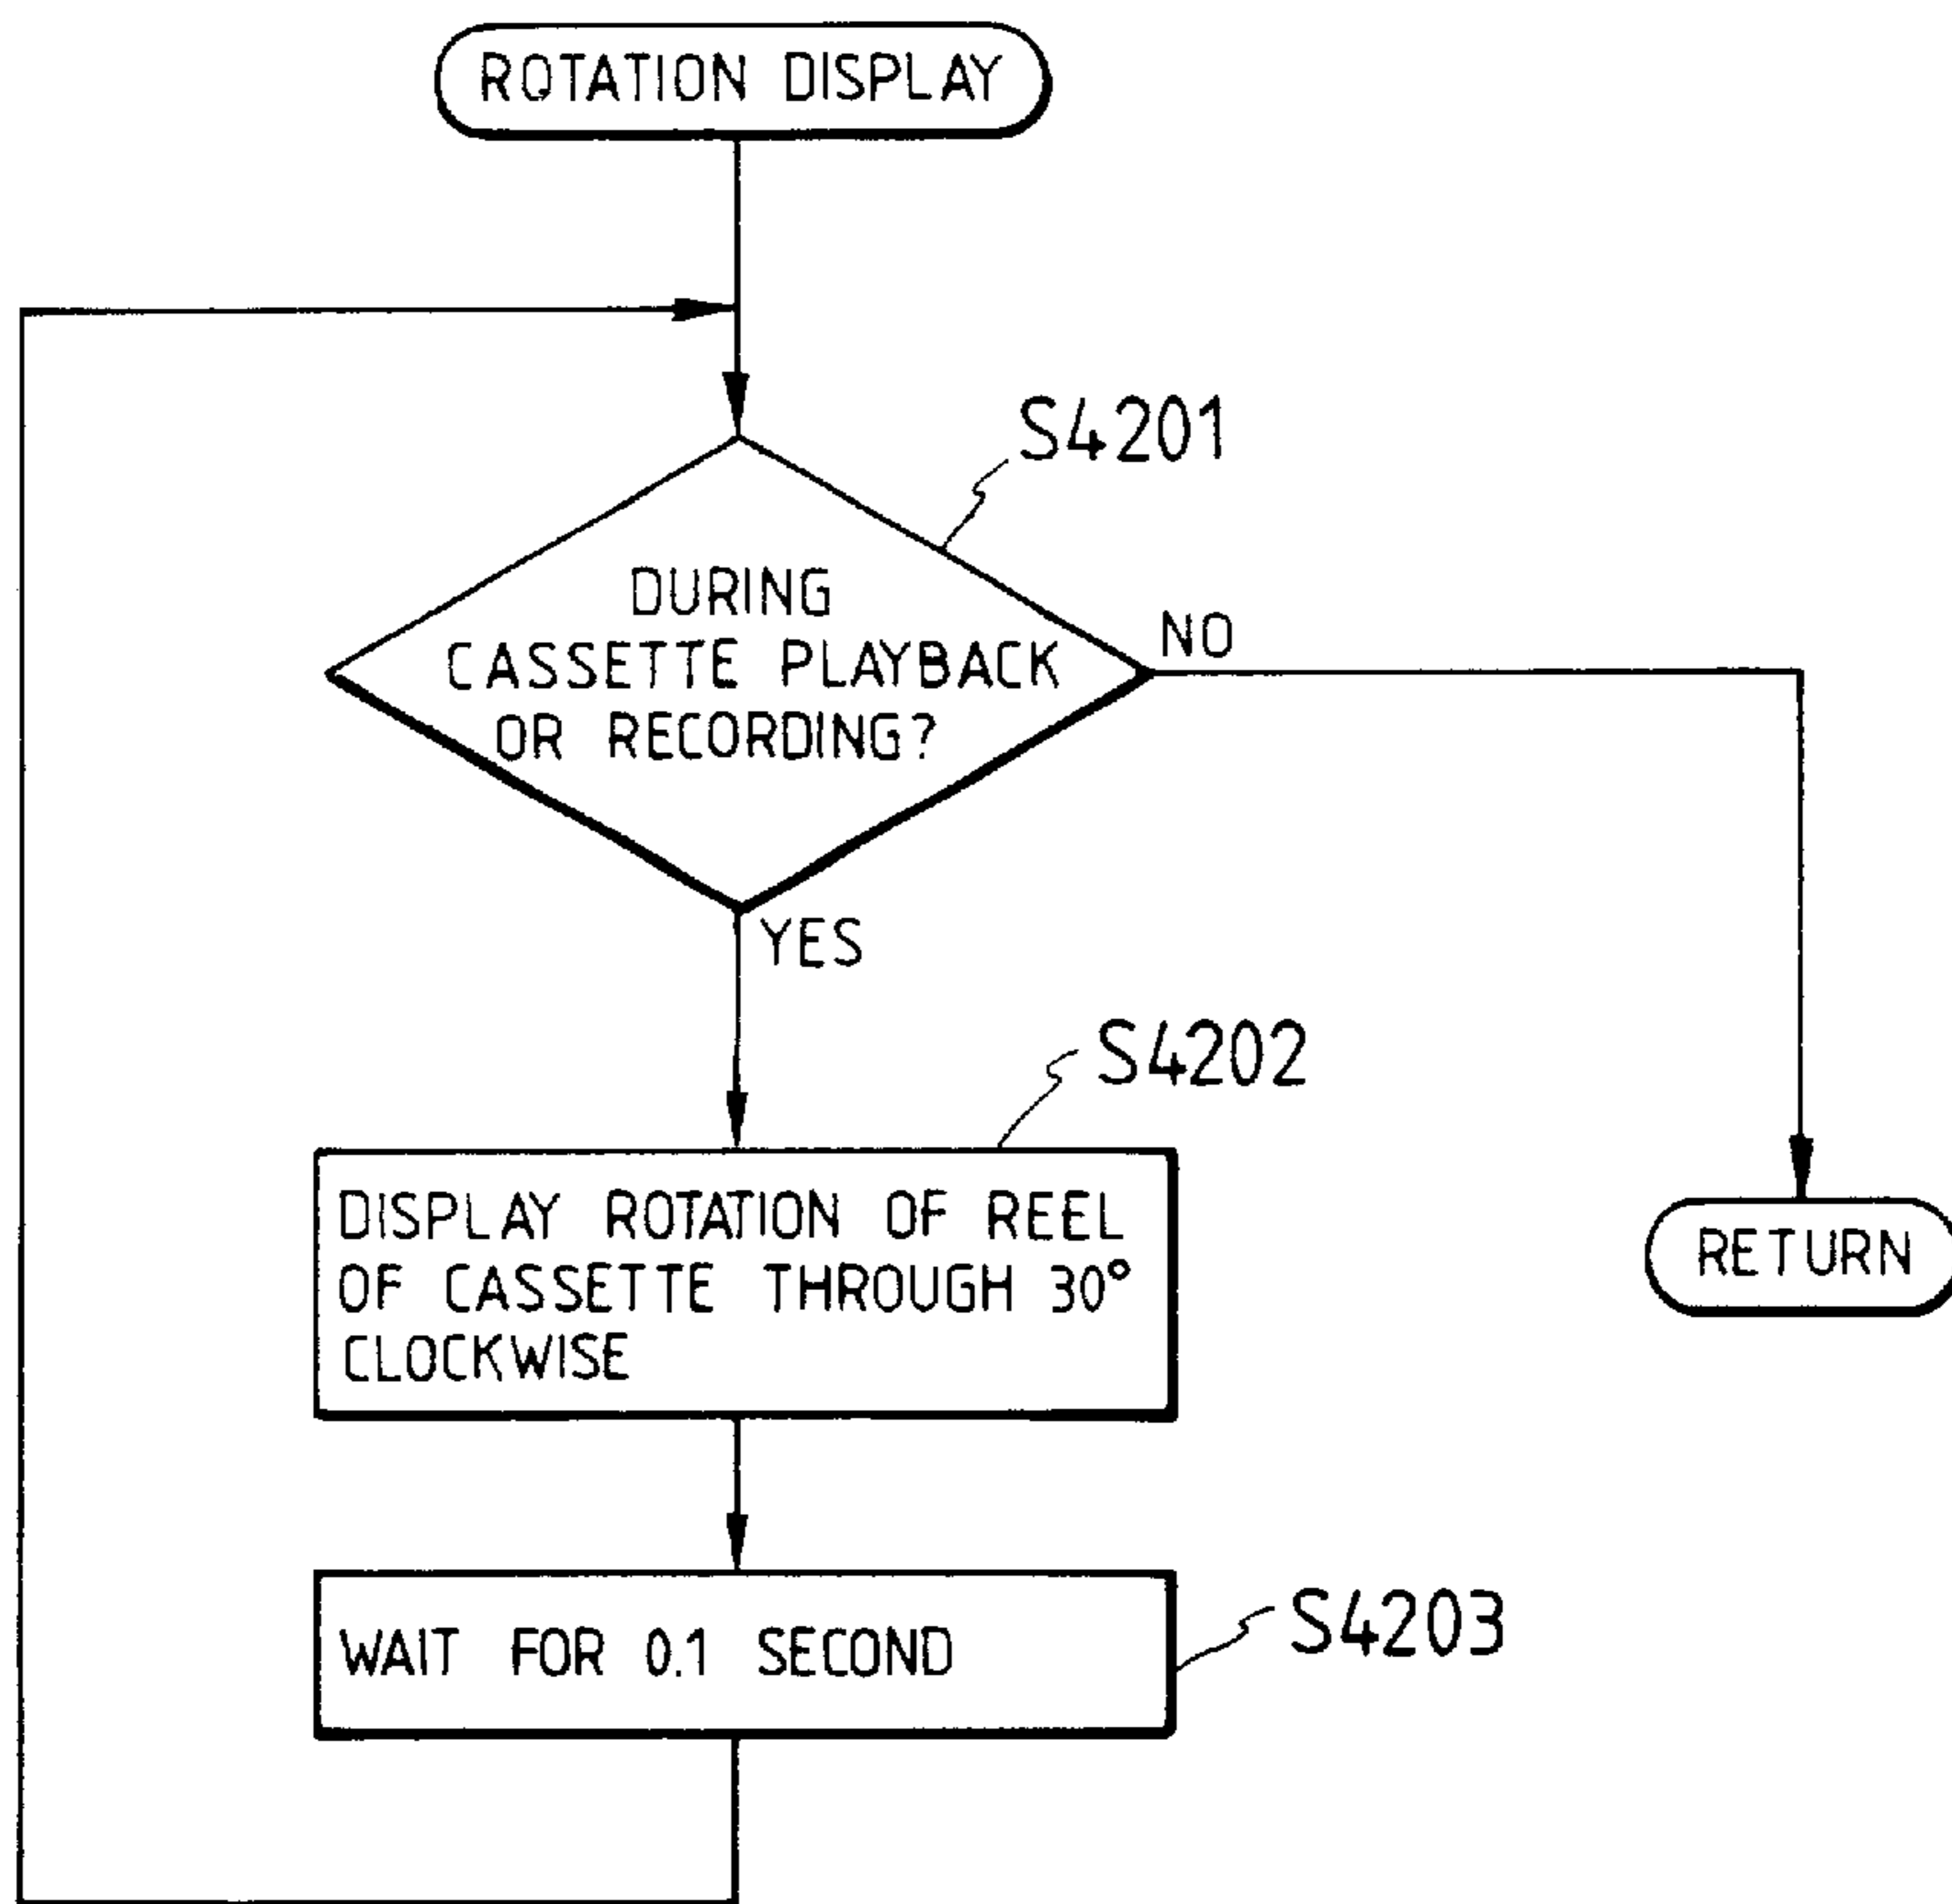 ROTATION DISPLAY
S4201
DURING
CASSETTE PLAYBACK
OR RECORDING?
NO
YES
S4202
DISPLAY ROTATION OF REEL
OF CASSETTE THROUGH 30°
CLOCKWISE
RETURN
S4203
WAIT FOR 0.1 SECOND